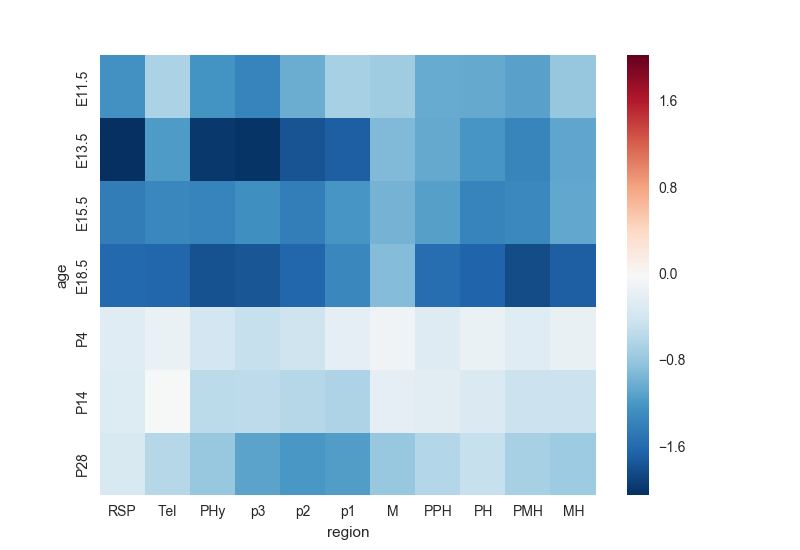 age
E11.5
E13.5
E15.5
E18.5
P4
P14
P28
RSP Tel PHy p3 p2 p1 M PPH PH PMH MH
region
1.6
0.8
0.0
−0.8
−1.6